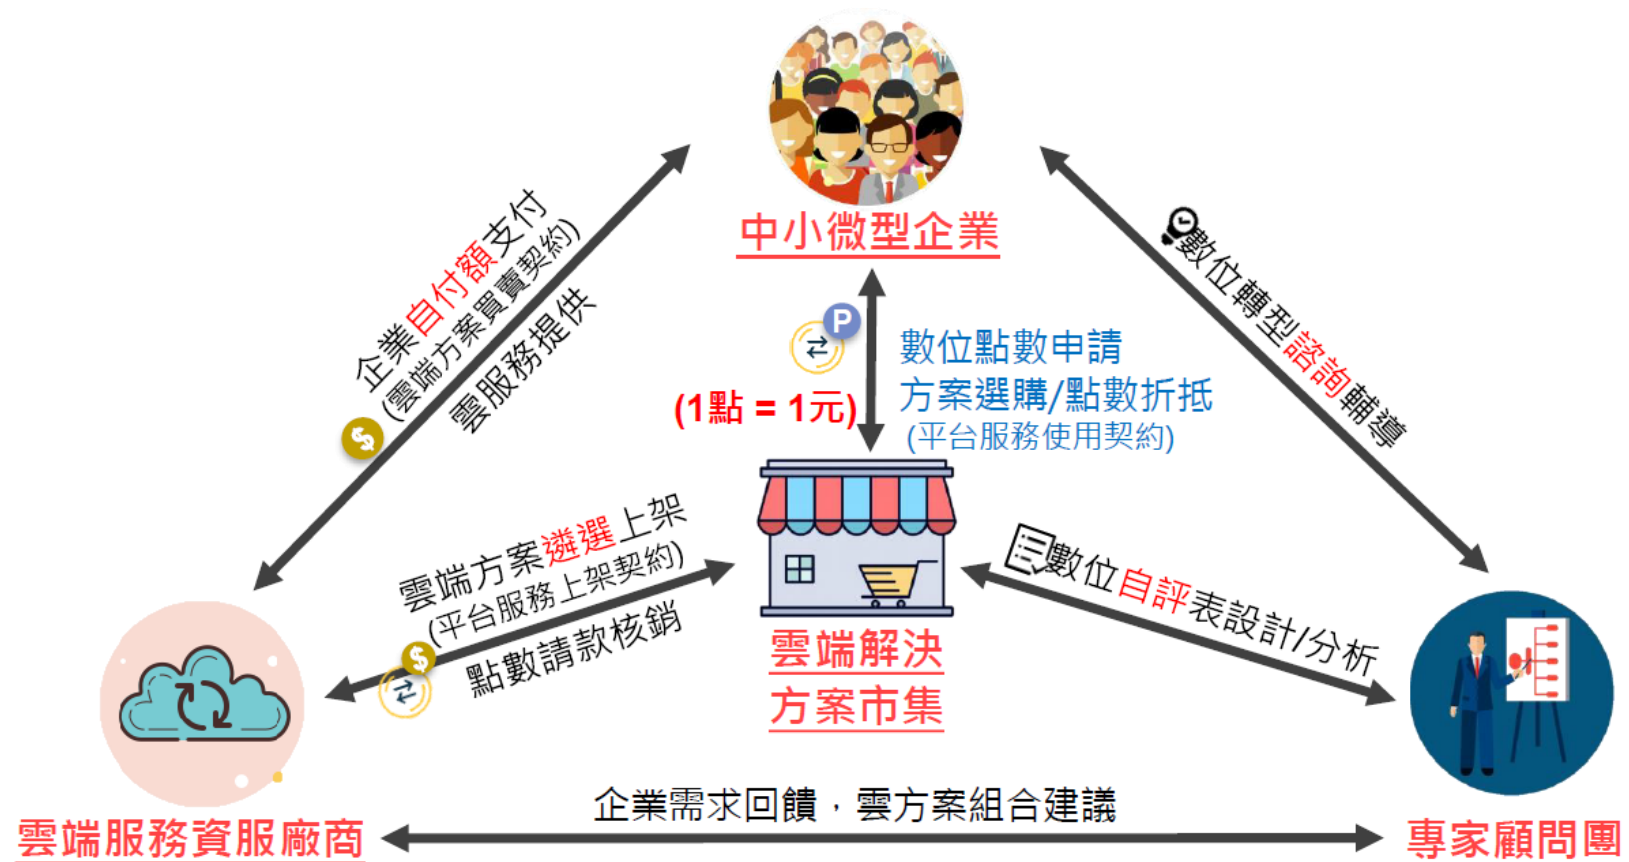 中小微型企業
企業自付額支付
(雲端方案買賣契約)
雲服務提供
$
P
(1點 = 1元)
數位點數申請
方案選購/點數折抵
(平台服務使用契約)
數位轉型諮詢輔導
雲端方案遴選上架
(平台服務上架契約)
點數請款核銷
$
數位自評表設計/分析
雲端解決
方案市集
企業需求回饋，雲方案組合建議
雲端服務資服廠商
專家顧問團